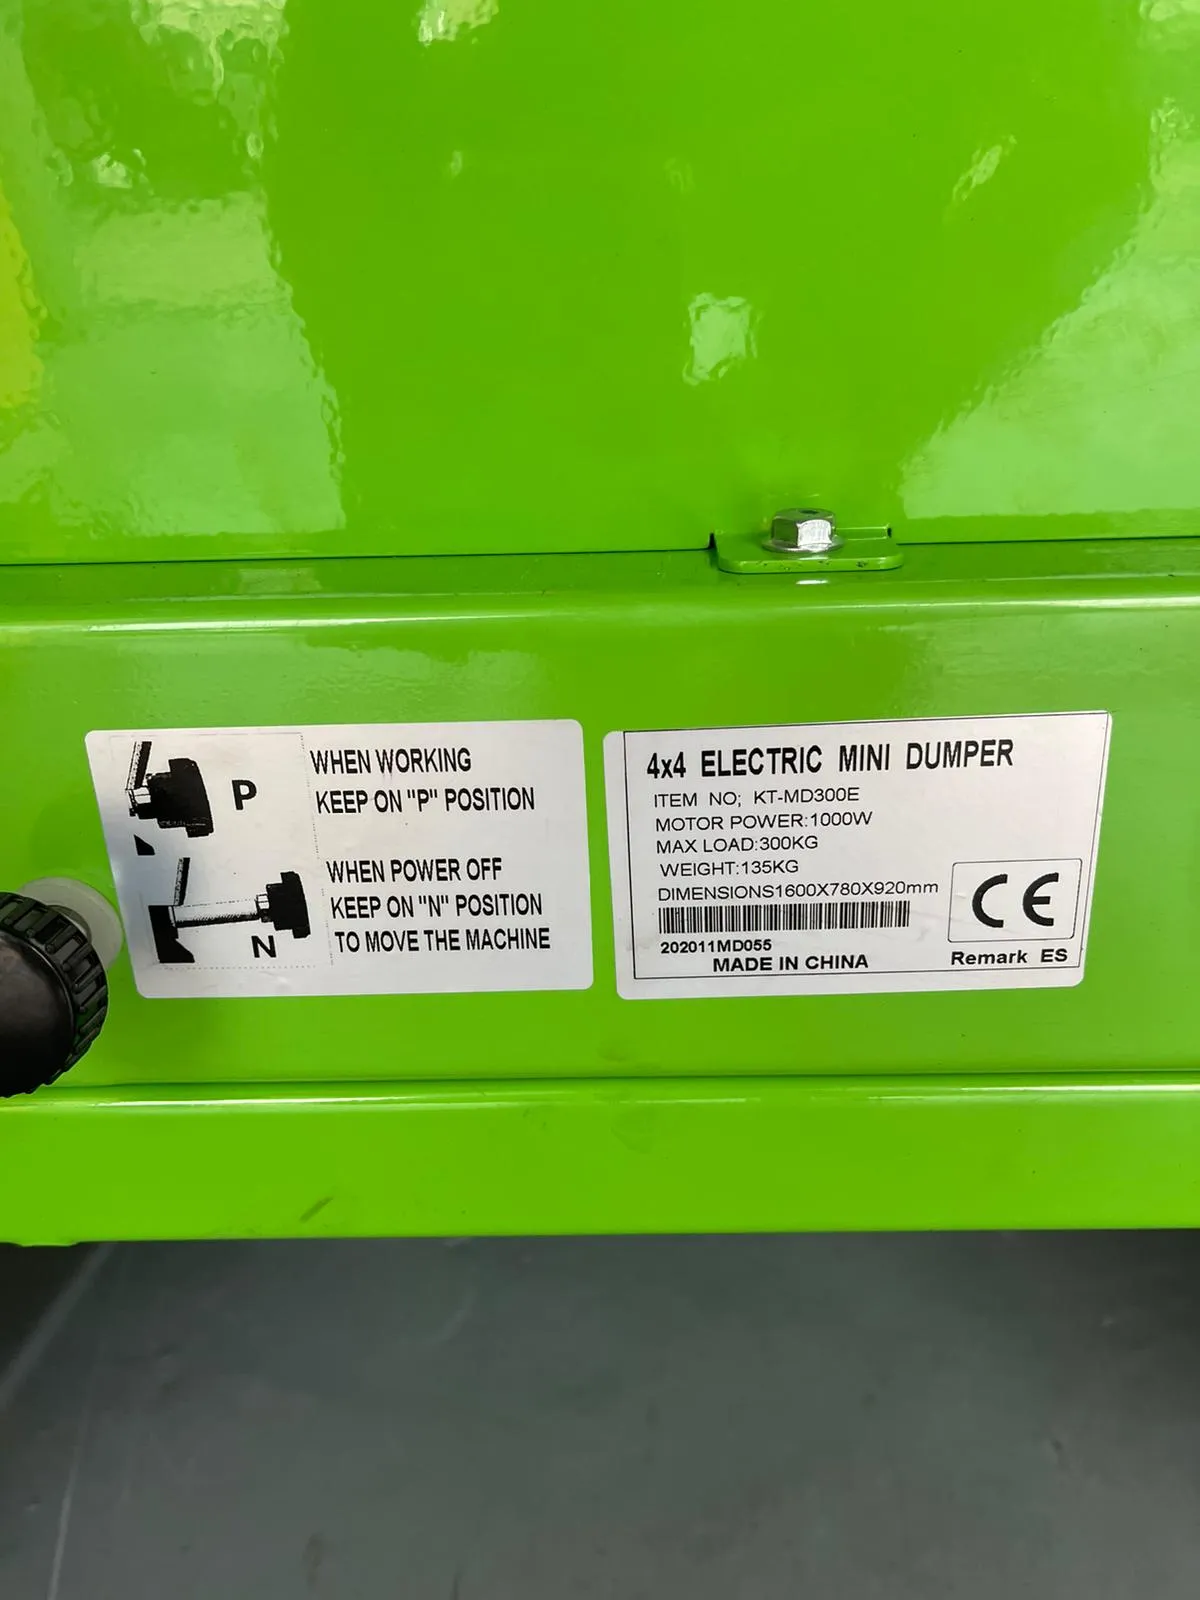 P
WHEN WORKING
KEEP ON "P" POSITION
WHEN POWER OFF
KEEP ON "N" POSITION
N
TO MOVE THE MACHINE
4x4 ELECTRIC MINI DUMPER
ITEM NO; KT-MD300E
MOTOR POWER:1000W
MAX LOAD:300KG
WEIGHT:135KG
DIMENSIONS1600X780X920mm
202011MD055
MADE IN CHINA
CE
Remark ES